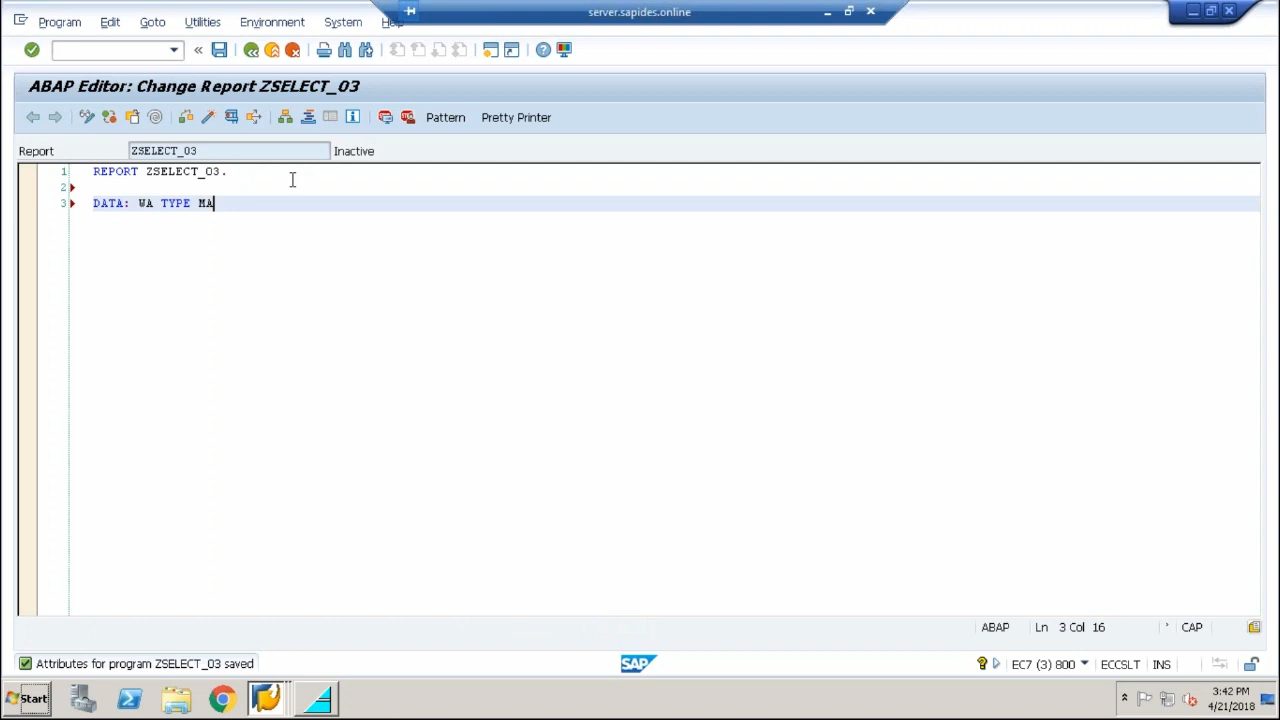 server.sapides.online
Program Edit Goto Utilities Environment System
ABAP Editor: Change Report ZSELECT_03
Pattern Pretty Printer
Report ZSELECT_03 Inactive
1 REPORT ZSELECT_03.
2
3 DATA: WA TYPE MA
ABAP Ln 3 Col 16 * CAP
Attributes for program ZSELECT_03 saved SAP EC7 (3) 800 ECCSLT INS
Start 3:42 PM
4/21/2018